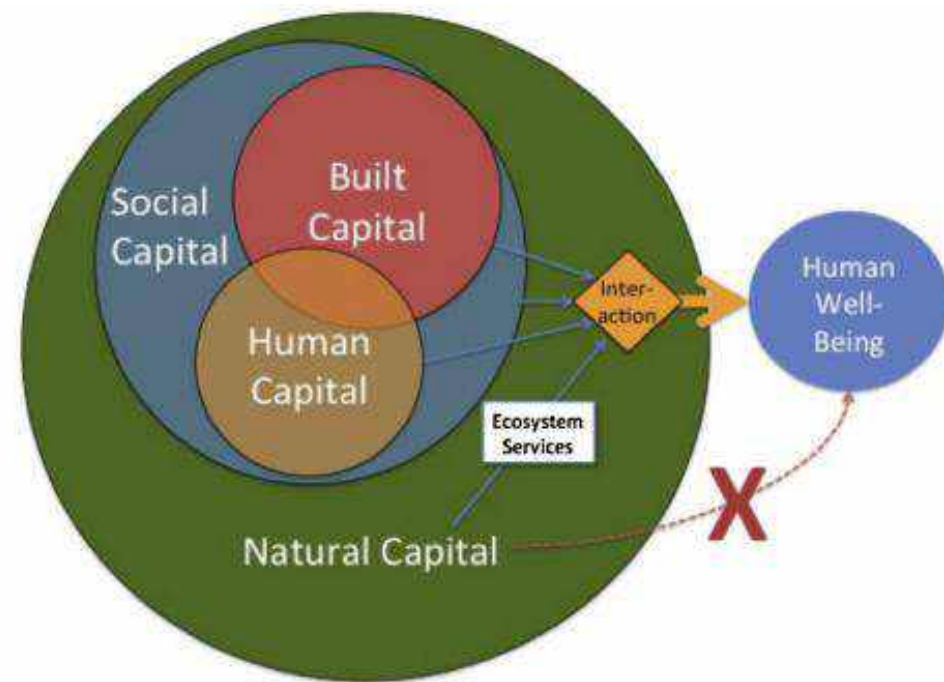 Built
Capital
Social
Capital
Human
Capital
Inter-
action
Human
Well-
Being
Ecosystem
Services
Natural Capital
X